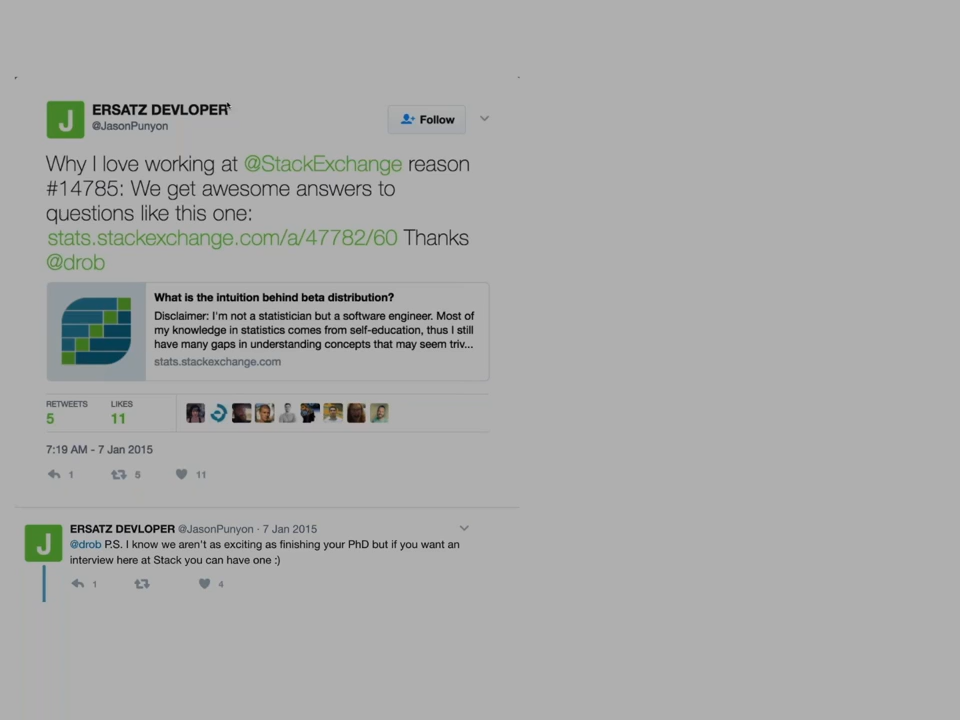 J
ERSATZ DEVLOPER
@JasonPunyon
Follow
Why I love working at @StackExchange reason
#14785: We get awesome answers to
questions like this one:
stats.stackexchange.com/a/47782/60 Thanks
@drob
What is the intuition behind beta distribution?
Disclaimer: I'm not a statistician but a software engineer. Most of
my knowledge in statistics comes from self-education, thus I still
have many gaps in understanding concepts that may seem triv...
stats.stackexchange.com
RETWEETS LIKES
5 11
7:19 AM - 7 Jan 2015
1 5 11
J
ERSATZ DEVLOPER @JasonPunyon · 7 Jan 2015
@drob P.S. I know we aren't as exciting as finishing your PhD but if you want an
interview here at Stack you can have one :)
1 4